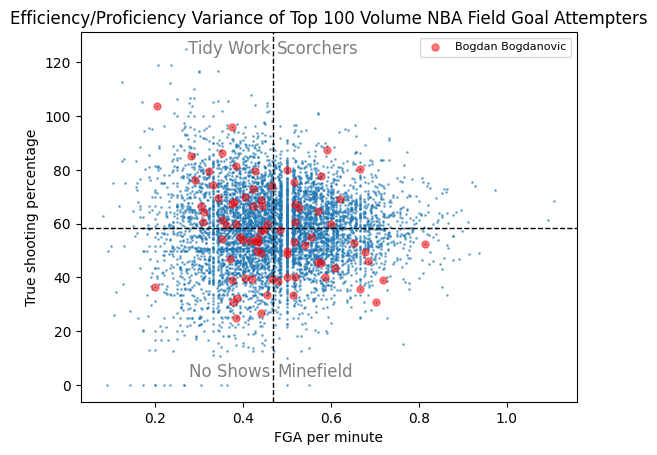 Efficiency/Proficiency Variance of Top 100 Volume NBA Field Goal Attempters
Tidy Work Scorchers
Bogdan Bogdanovic
120
100
80
60
40
20
0
True shooting percentage
No Shows Minefield
0.2 0.4 0.6 0.8 1.0
FGA per minute